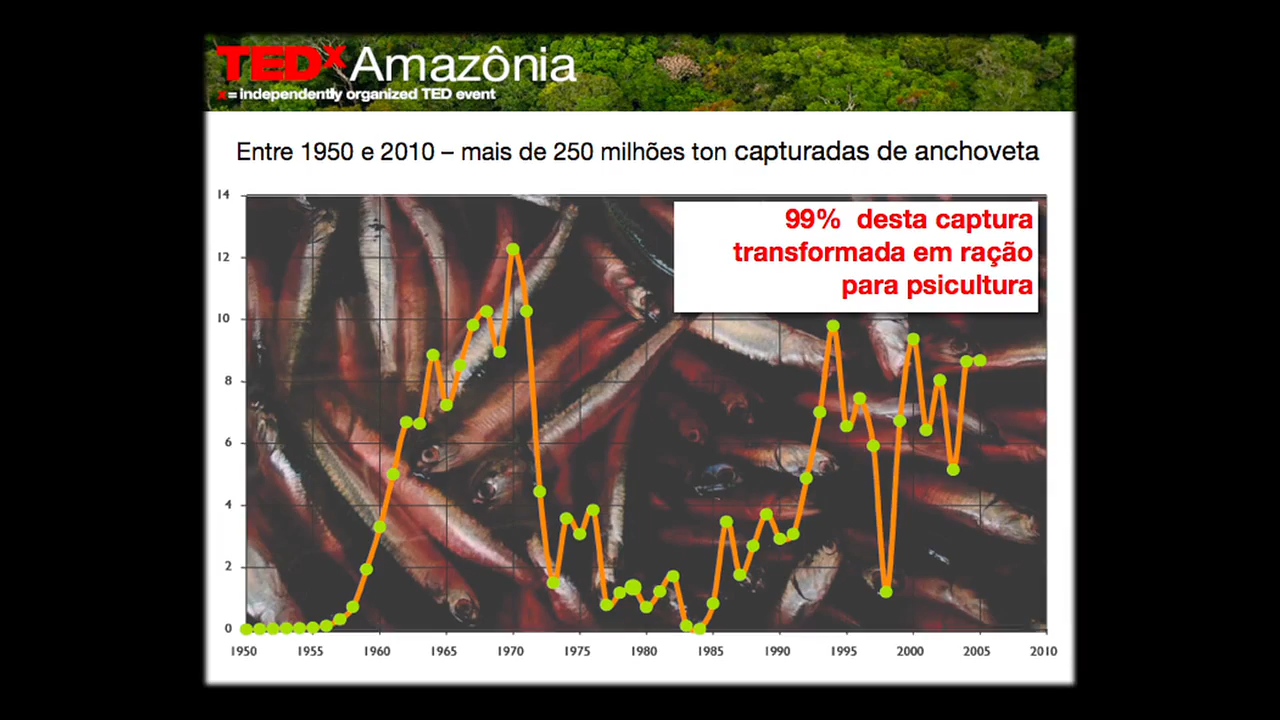 TEDxAmazônia
x=independently organized TED event
Entre 1950 e 2010 – mais de 250 milhões ton capturadas de anchoveta
99% desta captura
transformada em ração
para psicultura
14
12
10
8
6
4
2
0
1950 1955 1960 1965 1970 1975 1980 1985 1990 1995 2000 2005 2010